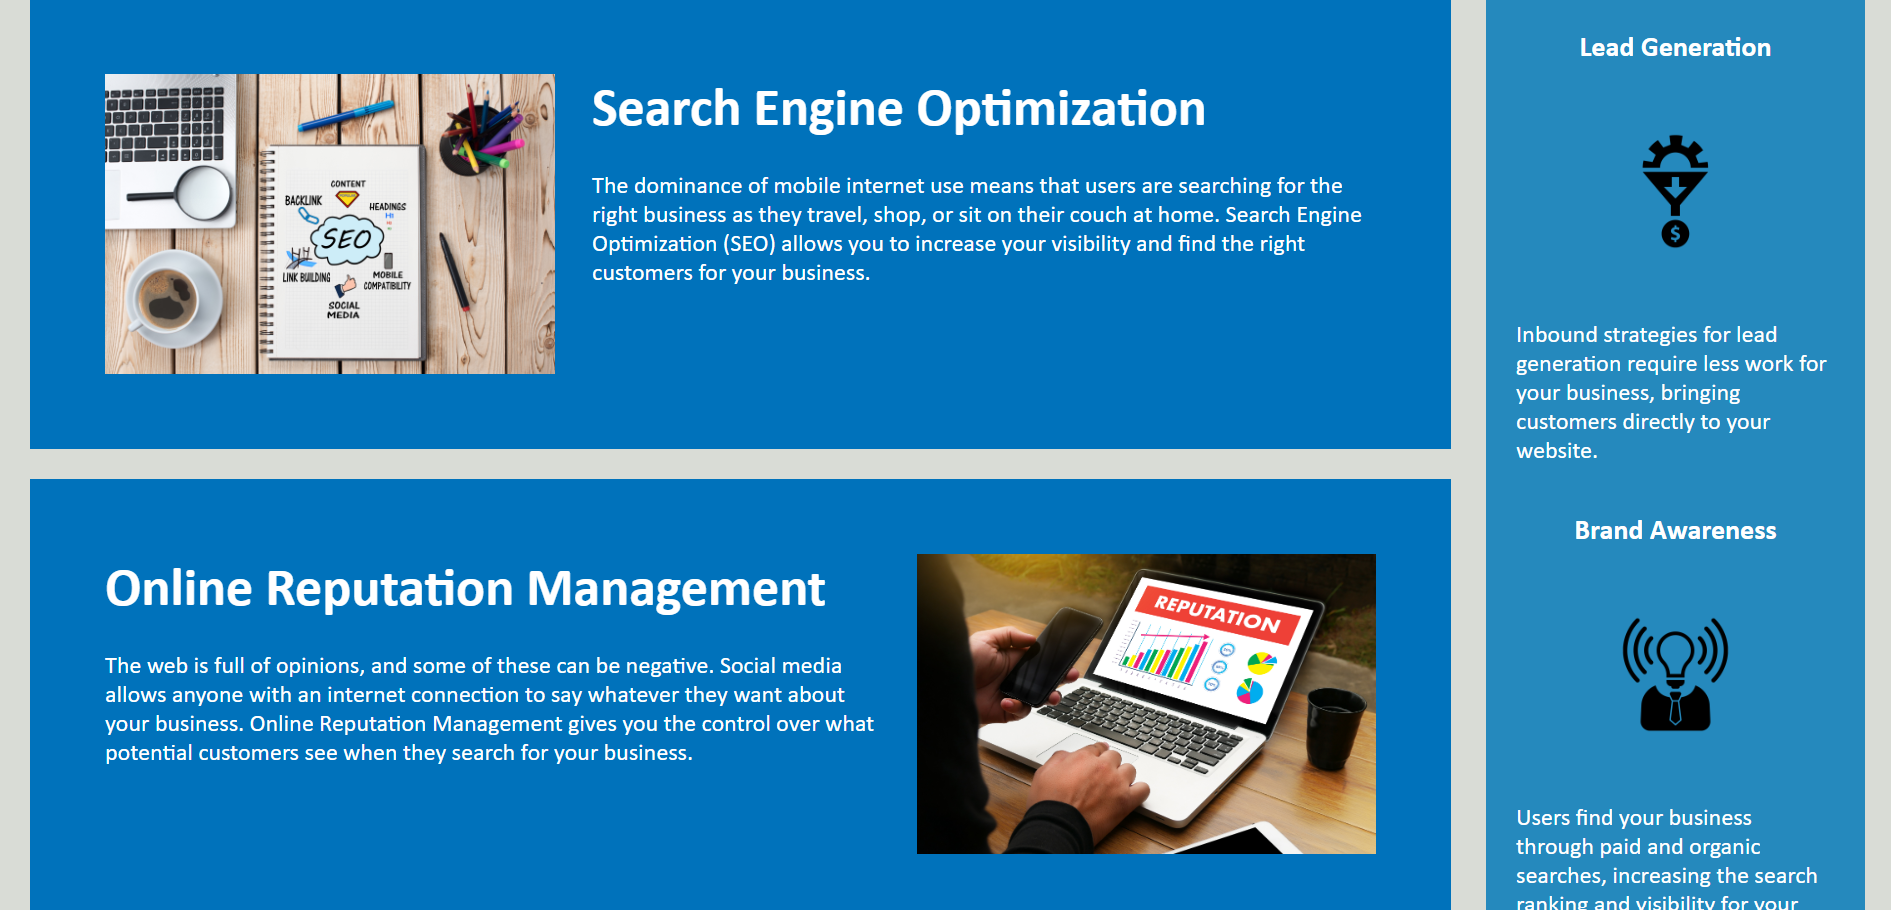 Search Engine Optimization
The dominance of mobile internet use means that users are searching for the
right business as they travel, shop, or sit on their couch at home. Search Engine
Optimization (SEO) allows you to increase your visibility and find the right
customers for your business.
CONTENT
BACKLINK
HEADINGS
H1
SEO
LINK BUILDING
MOBILE
COMPATIBILITY
SOCIAL
MEDIA
Online Reputation Management
The web is full of opinions, and some of these can be negative. Social media
allows anyone with an internet connection to say whatever they want about
your business. Online Reputation Management gives you the control over what
potential customers see when they search for your business.
REPUTATION
Lead Generation
$
Inbound strategies for lead
generation require less work for
your business, bringing
customers directly to your
website.
Brand Awareness
Users find your business
through paid and organic
searches, increasing the search
ranking and visibility for your